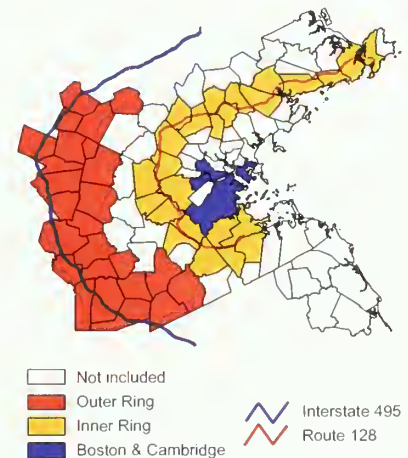 Not included
Outer Ring
Inner Ring
Boston & Cambridge
Interstate 495
Route 128